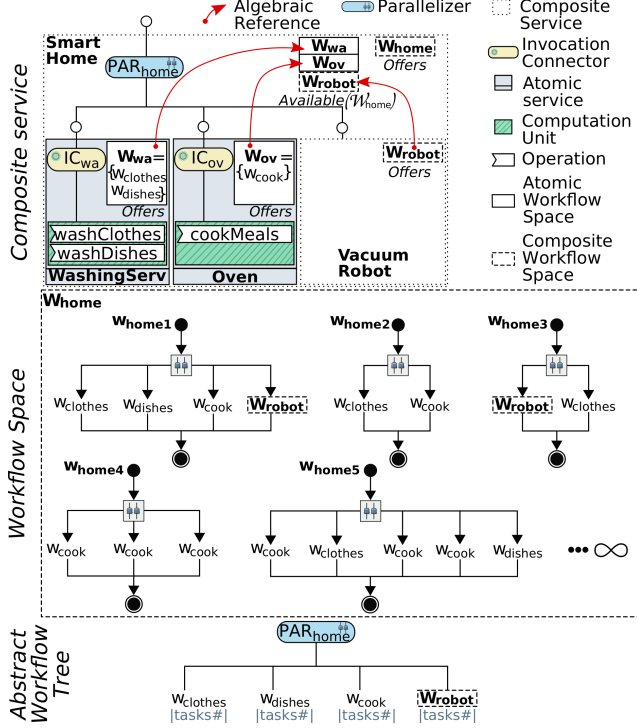 Algebraic
Reference
Parallelizer
Composite
Service
Smart
Home
PARhome
Wwa
Wov
Wrobot
Available(Whome)
Whome
Offers
Invocation
Connector
Atomic
service
Computation
Unit
Operation
Atomic
Workflow
Space
Composite
Workflow
Space
Composite service
ICwa
Wwa=
{wclothes
wdishes}
Offers
washClothes
washDishes
WashingServ
ICov
Wov=
{wcook}
Offers
cookMeals
Oven
Wrobot
Offers
Vacuum
Robot
Workflow Space
Whome
whome1
wclothes
wdishes
wcook
Wrobot
whome2
wclothes
wcook
whome3
Wrobot
wclothes
whome4
wcook
wcook
wcook
whome5
wcook
wclothes
wcook
wcook
wdishes
•••∞
Abstract
Workflow
Tree
PARhome
wclothes
|tasks#|
wdishes
|tasks#|
wcook
|tasks#|
Wrobot
|tasks#|